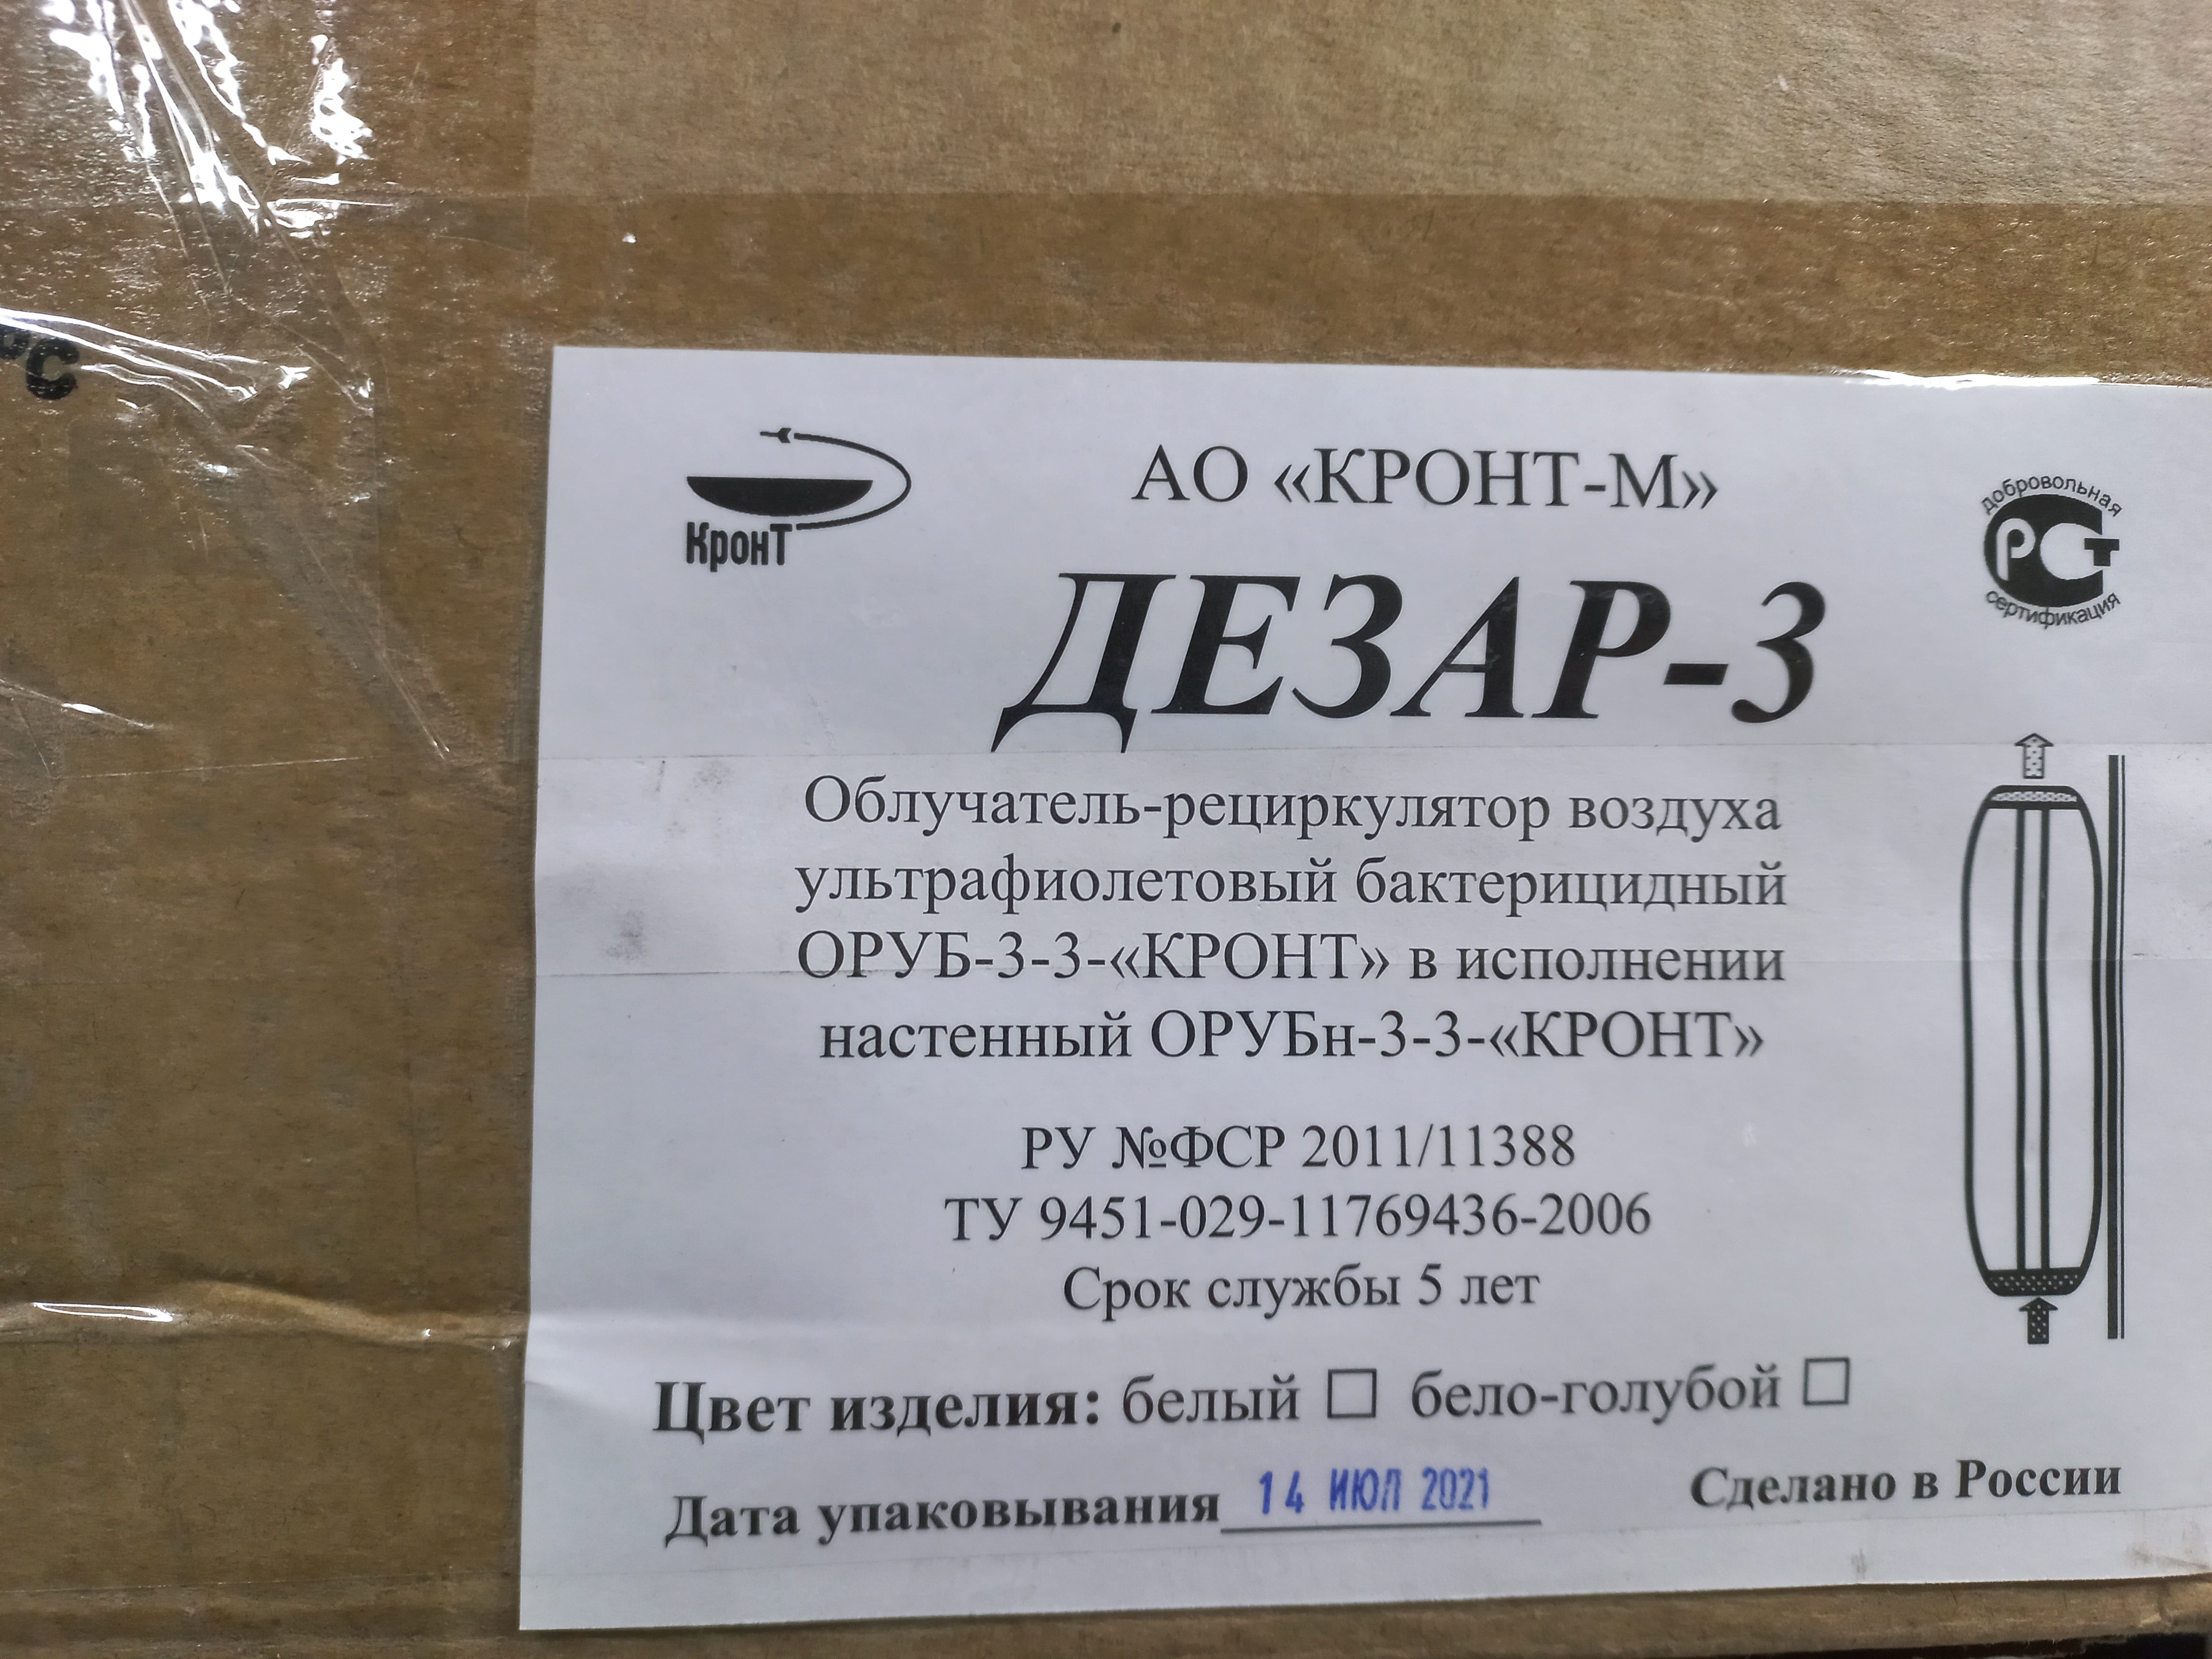 °С
КронТ
АО «КРОНТ-М»
добровольная
РСТ
сертификация
ДЕЗАР-3
Облучатель-рециркулятор воздуха
ультрафиолетовый бактерицидный
ОРУБ-3-3-«КРОНТ» в исполнении
настенный ОРУБн-3-3-«КРОНТ»
РУ №ФСР 2011/11388
ТУ 9451-029-11769436-2006
Срок службы 5 лет
Цвет изделия: белый □ бело-голубой □
Дата упаковывания 14 ИЮЛ 2021
Сделано в России